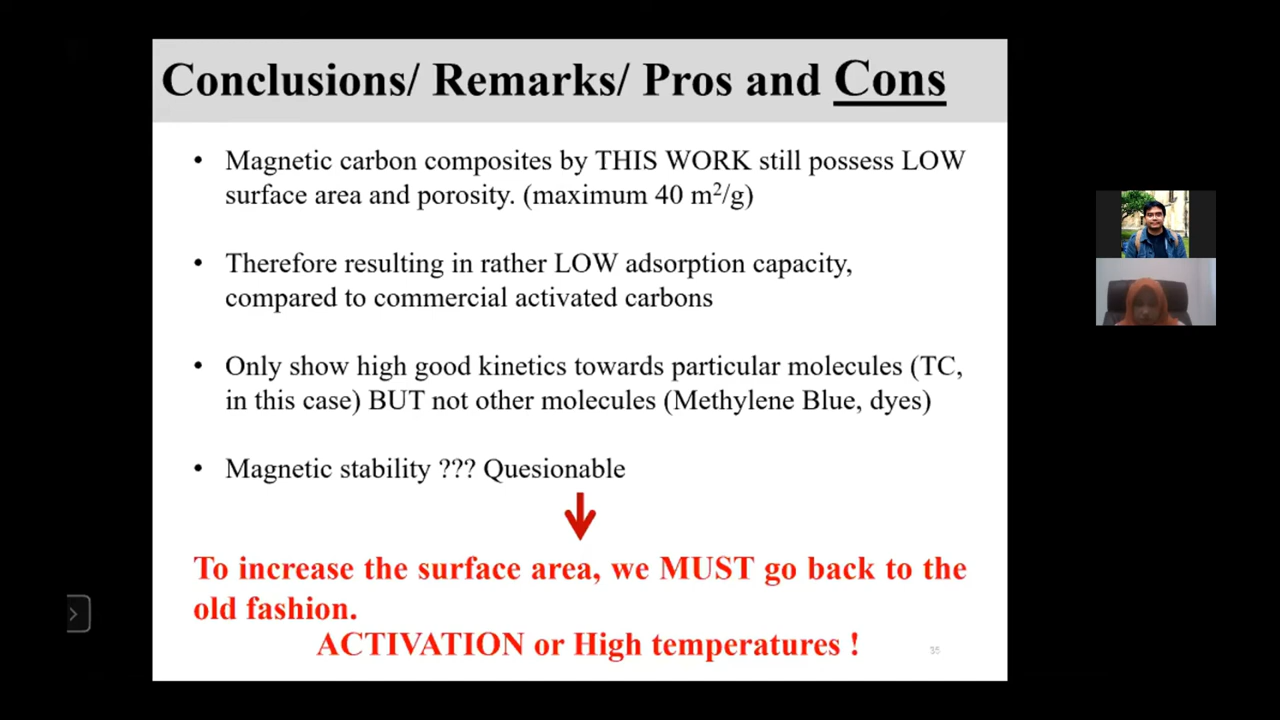 Conclusions/ Remarks/ Pros and Cons
• Magnetic carbon composites by THIS WORK still possess LOW
surface area and porosity. (maximum 40 m²/g)
• Therefore resulting in rather LOW adsorption capacity,
compared to commercial activated carbons
• Only show high good kinetics towards particular molecules (TC,
in this case) BUT not other molecules (Methylene Blue, dyes)
• Magnetic stability ??? Quesionable
To increase the surface area, we MUST go back to the
old fashion.
ACTIVATION or High temperatures !
35